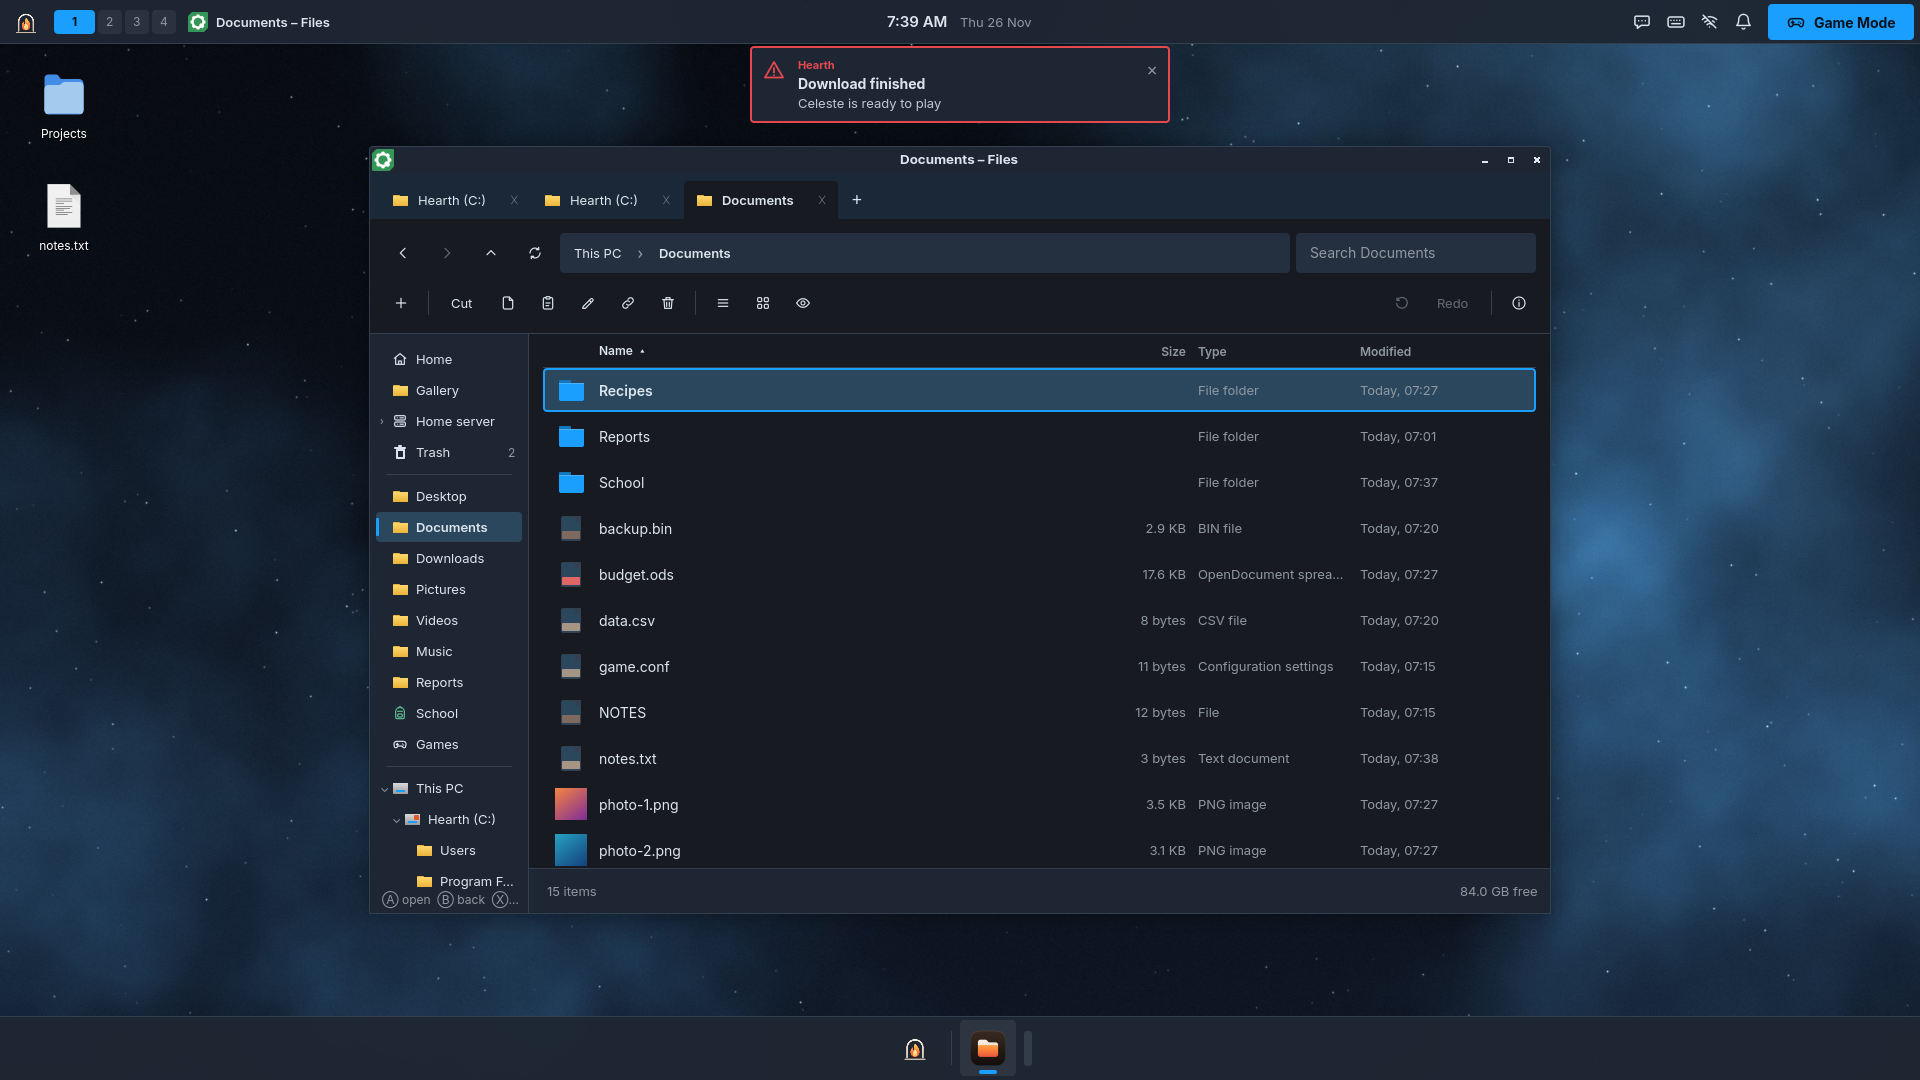 1 2 3 4 Documents – Files
7:39 AM Thu 26 Nov
Game Mode
Hearth
Download finished
Celeste is ready to play
Projects
notes.txt
Documents – Files
Hearth (C:) X Hearth (C:) X Documents X +
This PC › Documents
Search Documents
Cut
Redo
Home
Gallery
Home server
Trash 2
Desktop
Documents
Downloads
Pictures
Videos
Music
Reports
School
Games
This PC
Hearth (C:)
Users
Program F...
A open B back X...
Name Size Type Modified
Recipes File folder Today, 07:27
Reports File folder Today, 07:01
School File folder Today, 07:37
backup.bin 2.9 KB BIN file Today, 07:20
budget.ods 17.6 KB OpenDocument sprea... Today, 07:27
data.csv 8 bytes CSV file Today, 07:20
game.conf 11 bytes Configuration settings Today, 07:15
NOTES 12 bytes File Today, 07:15
notes.txt 3 bytes Text document Today, 07:38
photo-1.png 3.5 KB PNG image Today, 07:27
photo-2.png 3.1 KB PNG image Today, 07:27
15 items 84.0 GB free